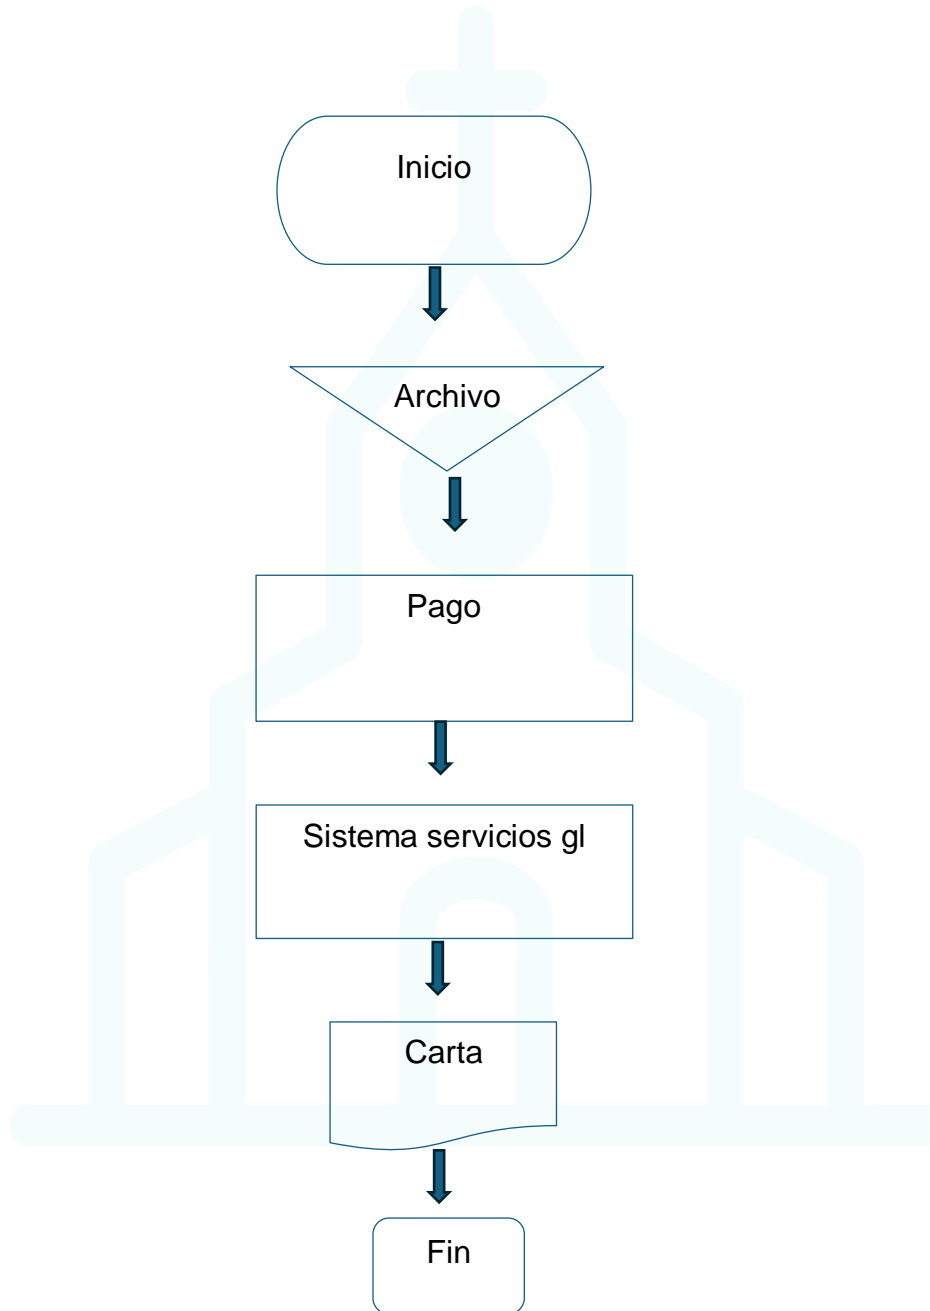 Inicio
Archivo
Pago
Sistema servicios gl
Carta
Fin